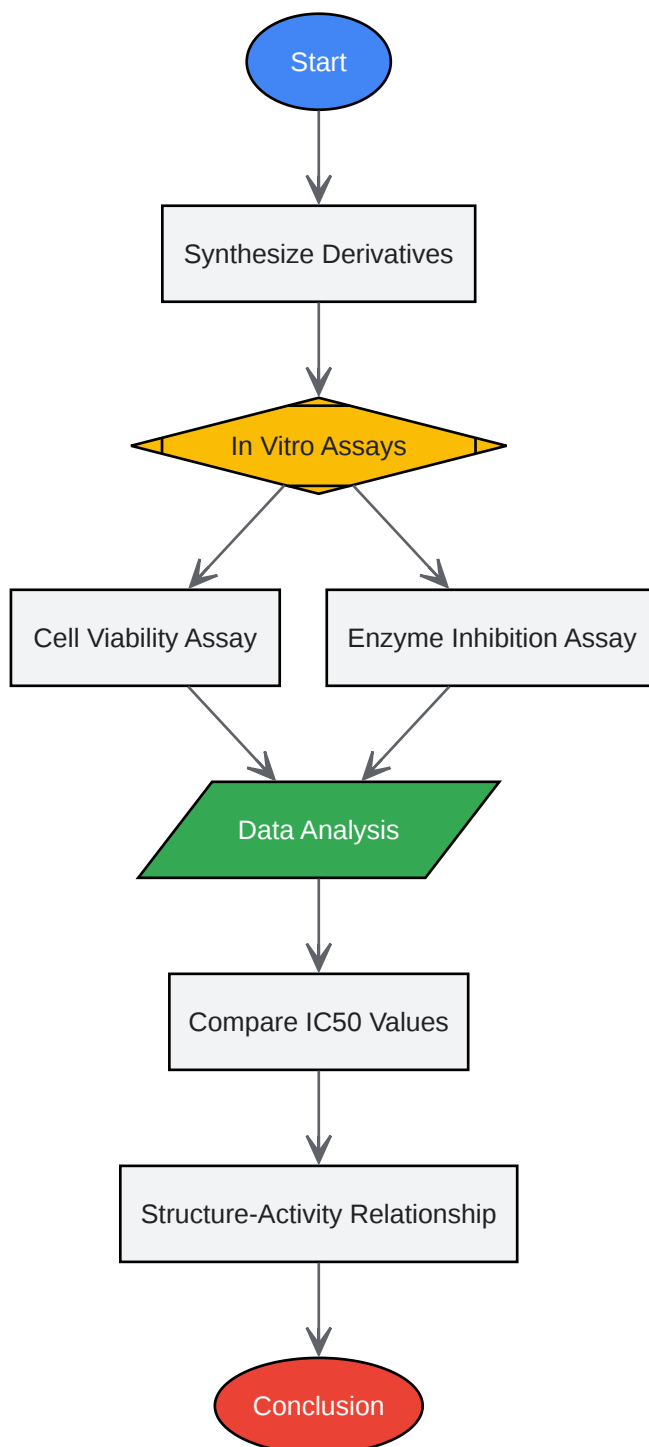 Start
Synthesize Derivatives
In Vitro Assays
Cell Viability Assay
Enzyme Inhibition Assay
Data Analysis
Compare IC50 Values
Structure-Activity Relationship
Conclusion